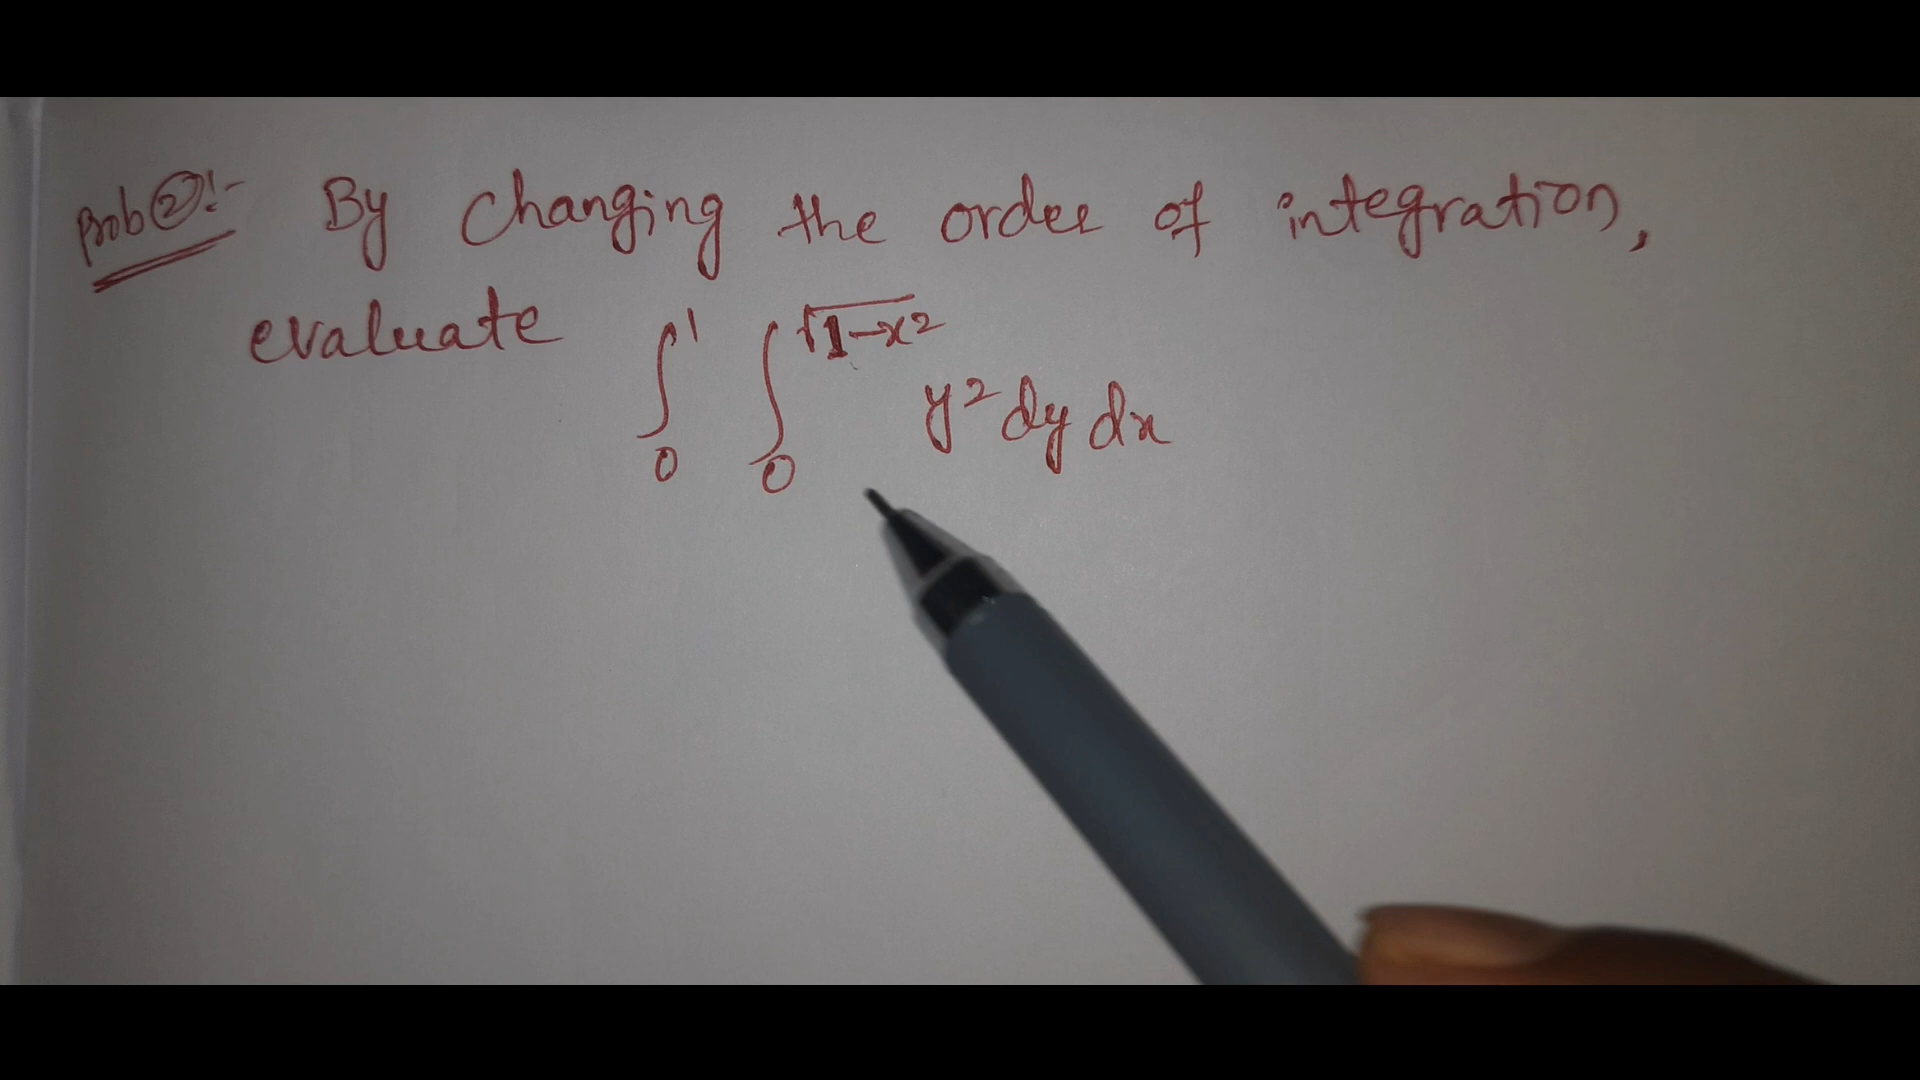 Prob②:- By changing the order of integration,
evaluate ∫₀¹ ∫₀^√(1-x²) y² dy dx